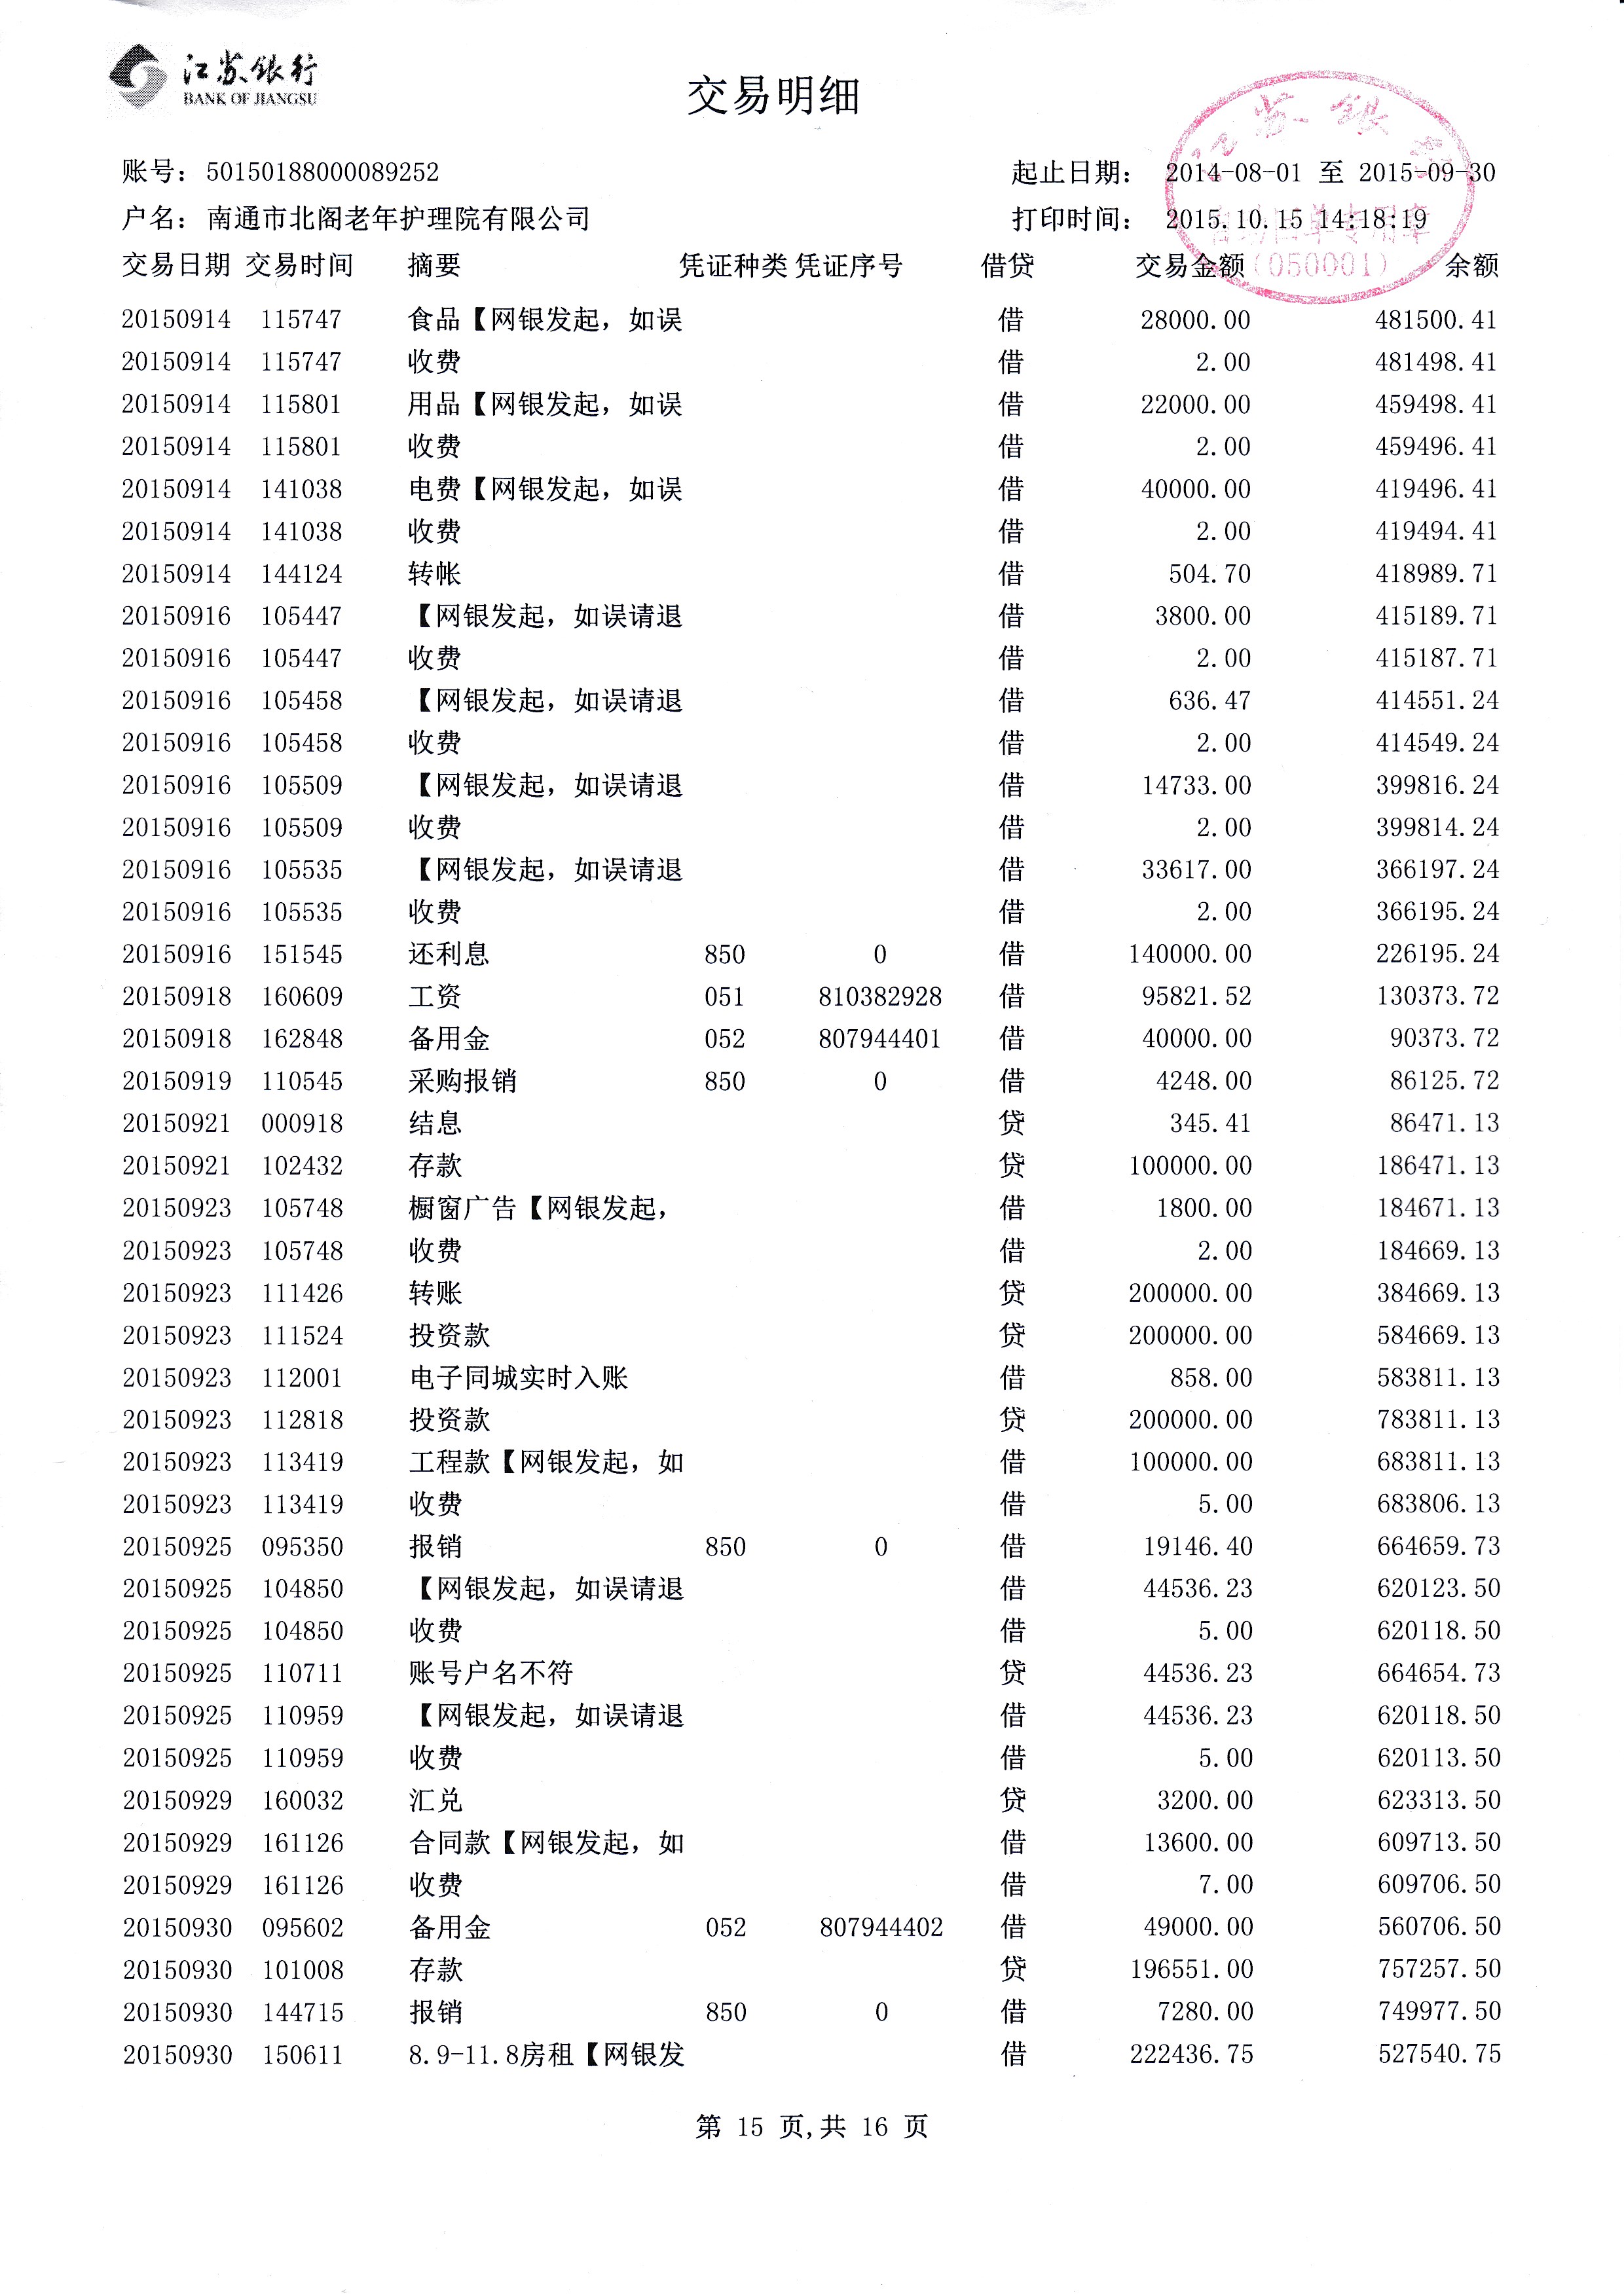 江苏银行
BANK OF JIANGSU
交易明细
账号: 50150188000089252 起止日期: 2014-08-01 至 2015-09-30
户名: 南通市北阁老年护理院有限公司 打印时间: 2015.10.15 14:18:19
江苏银行
专用章
(050001)
交易日期 交易时间 摘要 凭证种类 凭证序号 借贷 交易金额 余额
20150914 115747 食品【网银发起，如误 借 28000.00 481500.41
20150914 115747 收费 借 2.00 481498.41
20150914 115801 用品【网银发起，如误 借 22000.00 459498.41
20150914 115801 收费 借 2.00 459496.41
20150914 141038 电费【网银发起，如误 借 40000.00 419496.41
20150914 141038 收费 借 2.00 419494.41
20150914 144124 转帐 借 504.70 418989.71
20150916 105447 【网银发起，如误请退 借 3800.00 415189.71
20150916 105447 收费 借 2.00 415187.71
20150916 105458 【网银发起，如误请退 借 636.47 414551.24
20150916 105458 收费 借 2.00 414549.24
20150916 105509 【网银发起，如误请退 借 14733.00 399816.24
20150916 105509 收费 借 2.00 399814.24
20150916 105535 【网银发起，如误请退 借 33617.00 366197.24
20150916 105535 收费 借 2.00 366195.24
20150916 151545 还利息 850 0 借 140000.00 226195.24
20150918 160609 工资 051 810382928 借 95821.52 130373.72
20150918 162848 备用金 052 807944401 借 40000.00 90373.72
20150919 110545 采购报销 850 0 借 4248.00 86125.72
20150921 000918 结息 贷 345.41 86471.13
20150921 102432 存款 贷 100000.00 186471.13
20150923 105748 橱窗广告【网银发起， 借 1800.00 184671.13
20150923 105748 收费 借 2.00 184669.13
20150923 111426 转账 贷 200000.00 384669.13
20150923 111524 投资款 贷 200000.00 584669.13
20150923 112001 电子同城实时入账 借 858.00 583811.13
20150923 112818 投资款 贷 200000.00 783811.13
20150923 113419 工程款【网银发起，如 借 100000.00 683811.13
20150923 113419 收费 借 5.00 683806.13
20150925 095350 报销 850 0 借 19146.40 664659.73
20150925 104850 【网银发起，如误请退 借 44536.23 620123.50
20150925 104850 收费 借 5.00 620118.50
20150925 110711 账号户名不符 贷 44536.23 664654.73
20150925 110959 【网银发起，如误请退 借 44536.23 620118.50
20150925 110959 收费 借 5.00 620113.50
20150929 160032 汇兑 贷 3200.00 623313.50
20150929 161126 合同款【网银发起，如 借 13600.00 609713.50
20150929 161126 收费 借 7.00 609706.50
20150930 095602 备用金 052 807944402 借 49000.00 560706.50
20150930 101008 存款 贷 196551.00 757257.50
20150930 144715 报销 850 0 借 7280.00 749977.50
20150930 150611 8.9-11.8房租【网银发 借 222436.75 527540.75
第 15 页,共 16 页